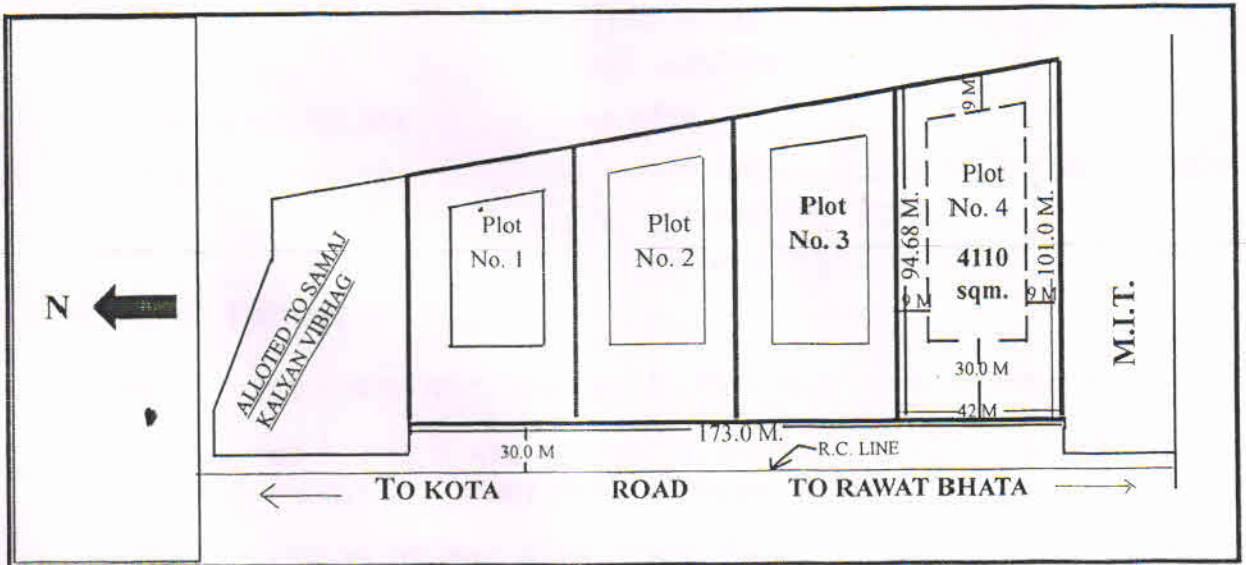 N
ALLOTED TO SAMAJ
KALYAN VIBHAG
Plot
No. 1
Plot
No. 2
Plot
No. 3
Plot
No. 4
4110
sqm.
9 M
94.68 M.
101.0 M.
9 M
9 M
30.0 M
42 M
M.I.T.
173.0 M.
30.0 M
R.C. LINE
TO KOTA
ROAD
TO RAWAT BHATA